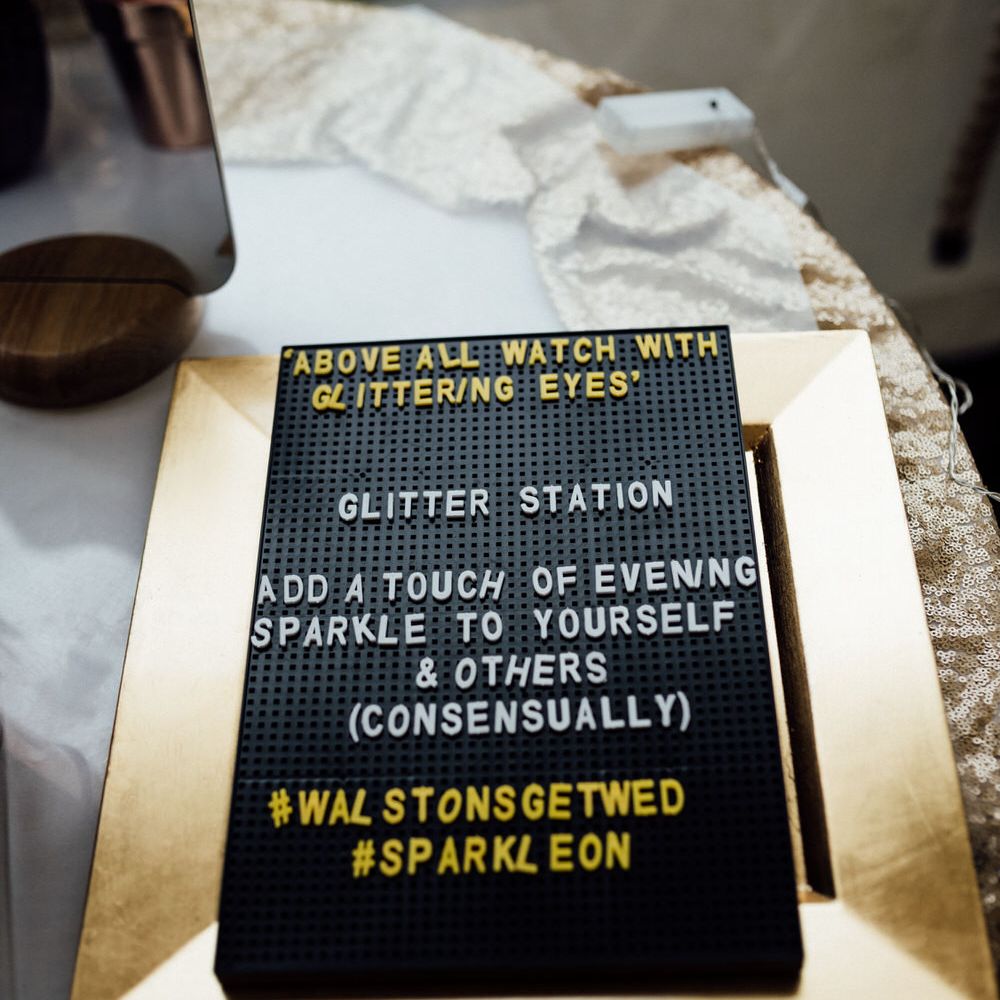 'ABOVE ALL WATCH WITH
GLITTERING EYES'
GLITTER STATION
ADD A TOUCH OF EVENING
SPARKLE TO YOURSELF
& OTHERS
(CONSENSUALLY)
#WALSTONSGETWED
#SPARKLEON